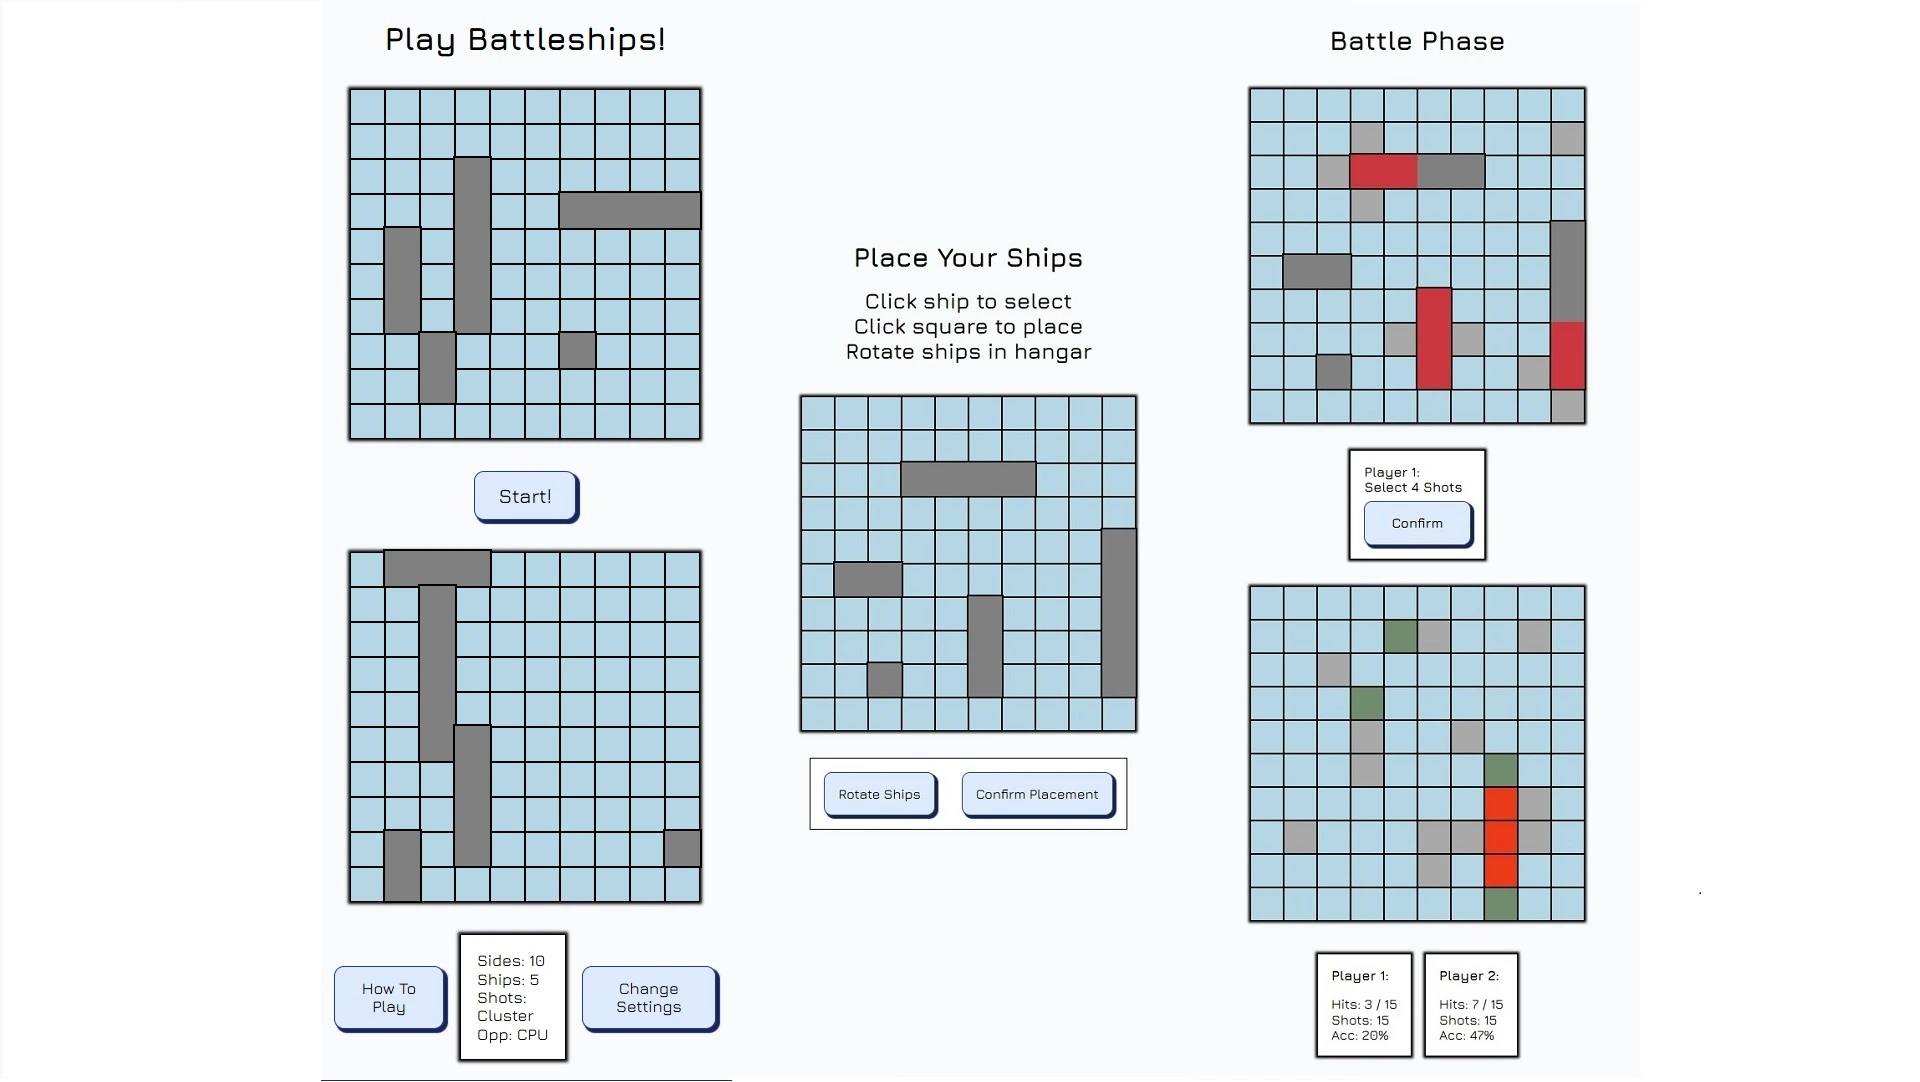 Play Battleships!
Start!
How To
Play
Sides: 10
Ships: 5
Shots:
Cluster
Opp: CPU
Change
Settings
Place Your Ships
Click ship to select
Click square to place
Rotate ships in hangar
Rotate Ships
Confirm Placement
Battle Phase
Player 1:
Select 4 Shots
Confirm
Player 1:
Hits: 3 / 15
Shots: 15
Acc: 20%
Player 2:
Hits: 7 / 15
Shots: 15
Acc: 47%